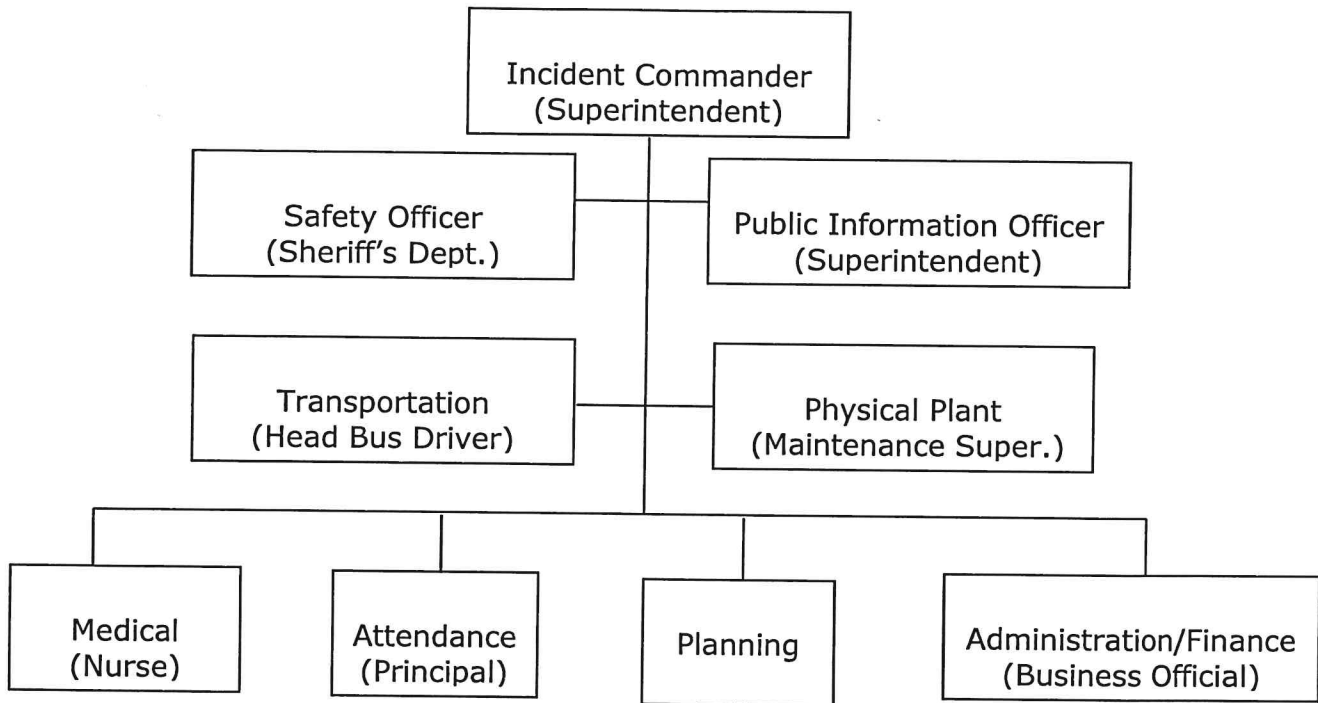 Incident Commander
(Superintendent)
Safety Officer
(Sheriff's Dept.)
Public Information Officer
(Superintendent)
Transportation
(Head Bus Driver)
Physical Plant
(Maintenance Super.)
Medical
(Nurse)
Attendance
(Principal)
Planning
Administration/Finance
(Business Official)